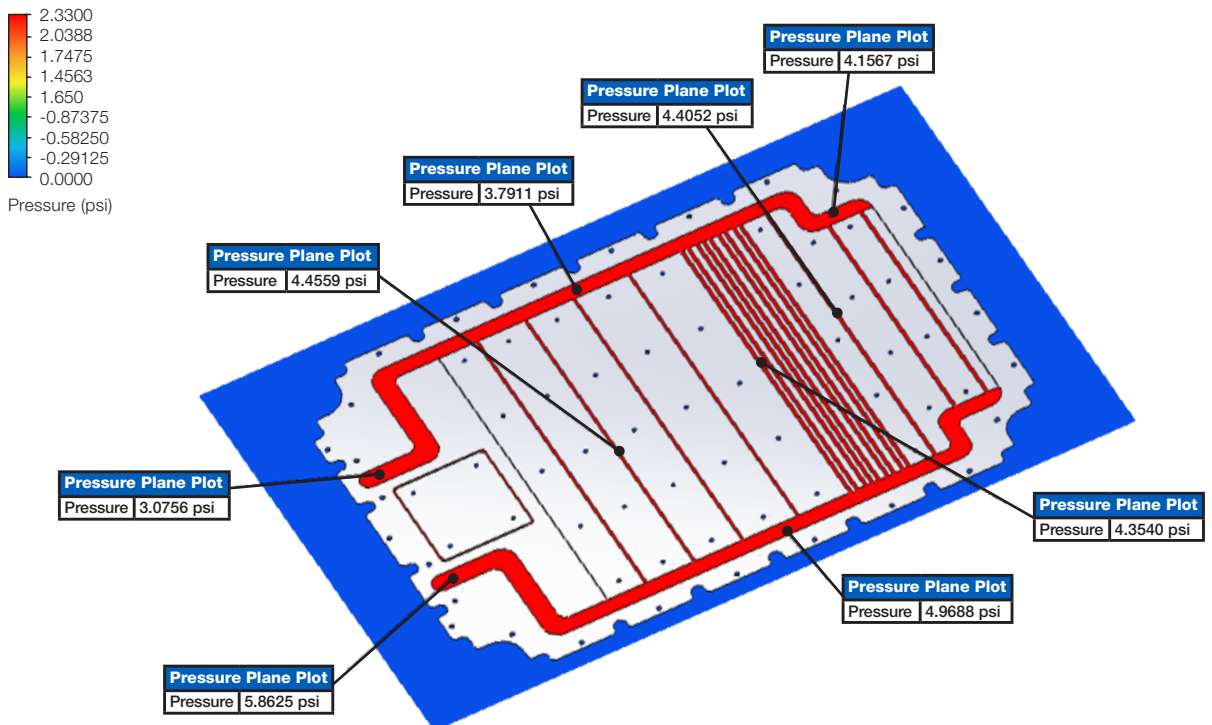 2.3300
2.0388
1.7475
1.4563
1.650
-0.87375
-0.58250
-0.29125
0.0000
Pressure (psi)
Pressure Plane Plot
Pressure 4.1567 psi
Pressure Plane Plot
Pressure 4.4052 psi
Pressure Plane Plot
Pressure 3.7911 psi
Pressure Plane Plot
Pressure 4.4559 psi
Pressure Plane Plot
Pressure 3.0756 psi
Pressure Plane Plot
Pressure 4.3540 psi
Pressure Plane Plot
Pressure 4.9688 psi
Pressure Plane Plot
Pressure 5.8625 psi